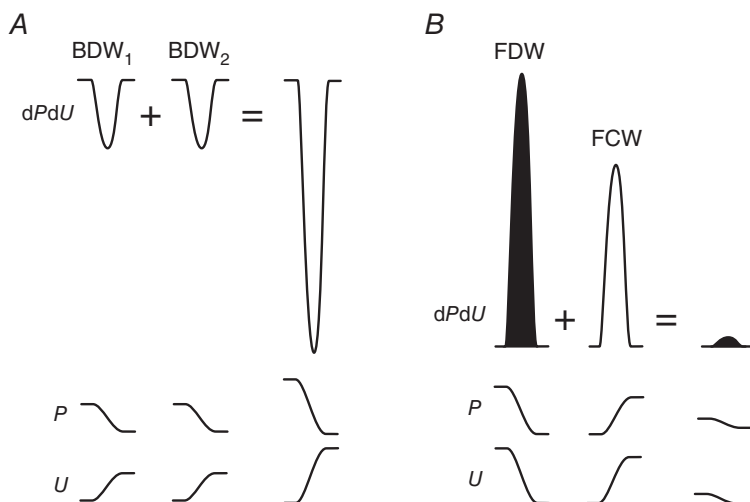 A
BDW₁ BDW₂
dPdU + =
P
U
B
FDW
FCW
dPdU + =
P
U